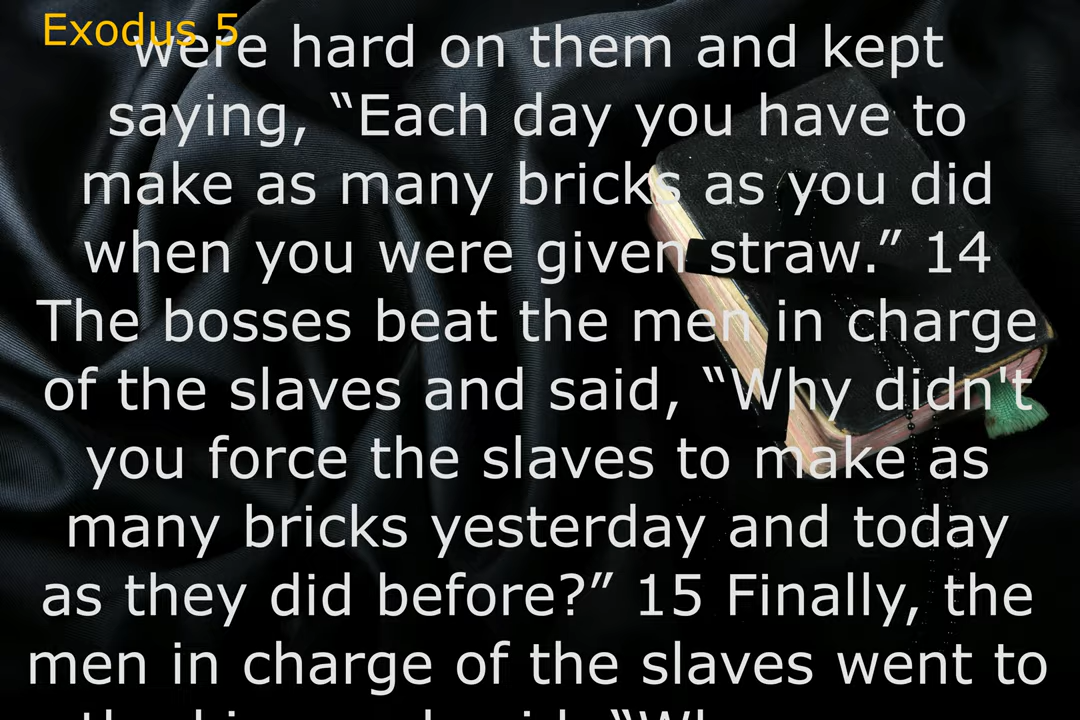 Exodus 5
were hard on them and kept
saying, “Each day you have to
make as many bricks as you did
when you were given straw.” 14
The bosses beat the men in charge
of the slaves and said, “Why didn't
you force the slaves to make as
many bricks yesterday and today
as they did before?” 15 Finally, the
men in charge of the slaves went to